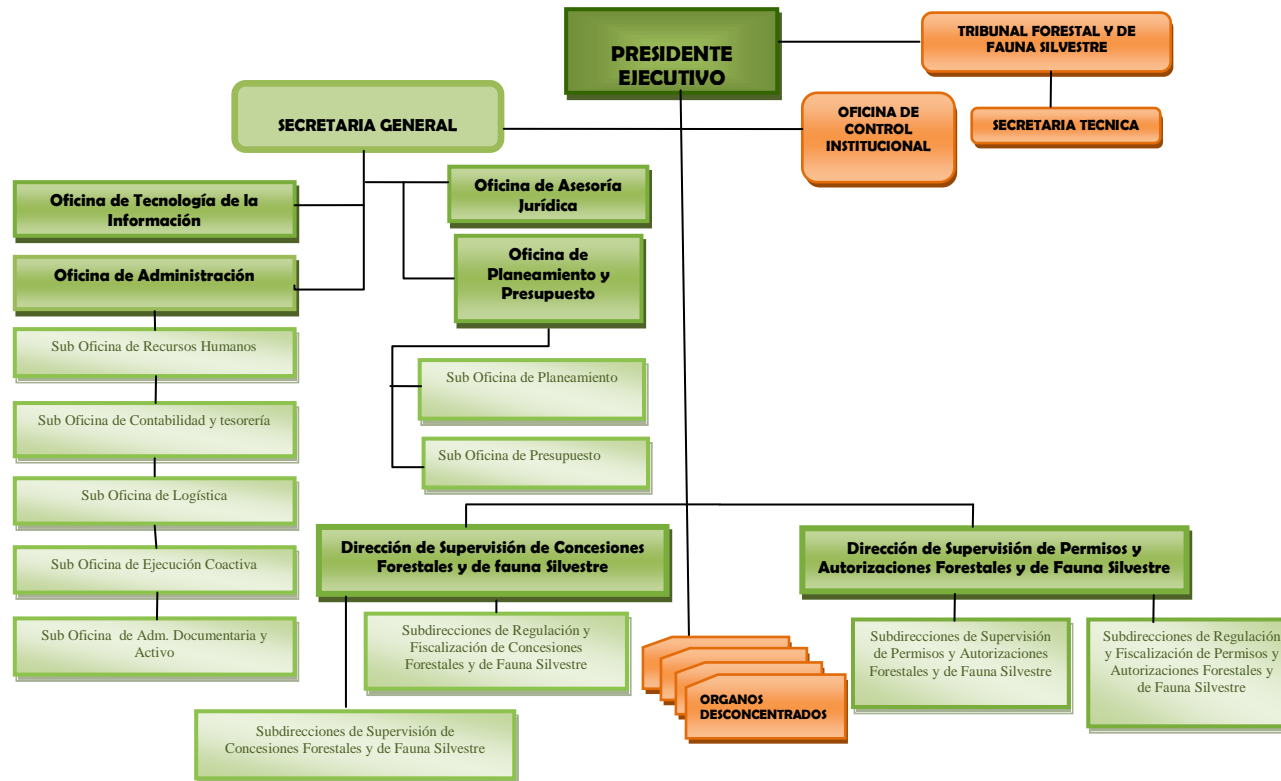 PRESIDENTE
EJECUTIVO
TRIBUNAL FORESTAL Y DE
FAUNA SILVESTRE
SECRETARIA GENERAL
OFICINA DE
CONTROL
INSTITUCIONAL
SECRETARIA TECNICA
Oficina de Tecnología de la
Información
Oficina de Asesoría
Jurídica
Oficina de Administración
Oficina de
Planeamiento y
Presupuesto
Sub Oficina de Recursos Humanos
Sub Oficina de Planeamiento
Sub Oficina de Contabilidad y tesorería
Sub Oficina de Presupuesto
Sub Oficina de Logística
Sub Oficina de Ejecución Coactiva
Sub Oficina de Adm. Documentaria y
Activo
Dirección de Supervisión de Concesiones
Forestales y de fauna Silvestre
Dirección de Supervisión de Permisos y
Autorizaciones Forestales y de Fauna Silvestre
Subdirecciones de Regulación y
Fiscalización de Concesiones
Forestales y de Fauna Silvestre
Subdirecciones de Supervisión de
Concesiones Forestales y de Fauna Silvestre
ORGANOS
DESCONCENTRADOS
Subdirecciones de Supervisión
de Permisos y Autorizaciones
Forestales y de Fauna Silvestre
Subdirecciones de Regulación
y Fiscalización de Permisos y
Autorizaciones Forestales y
de Fauna Silvestre